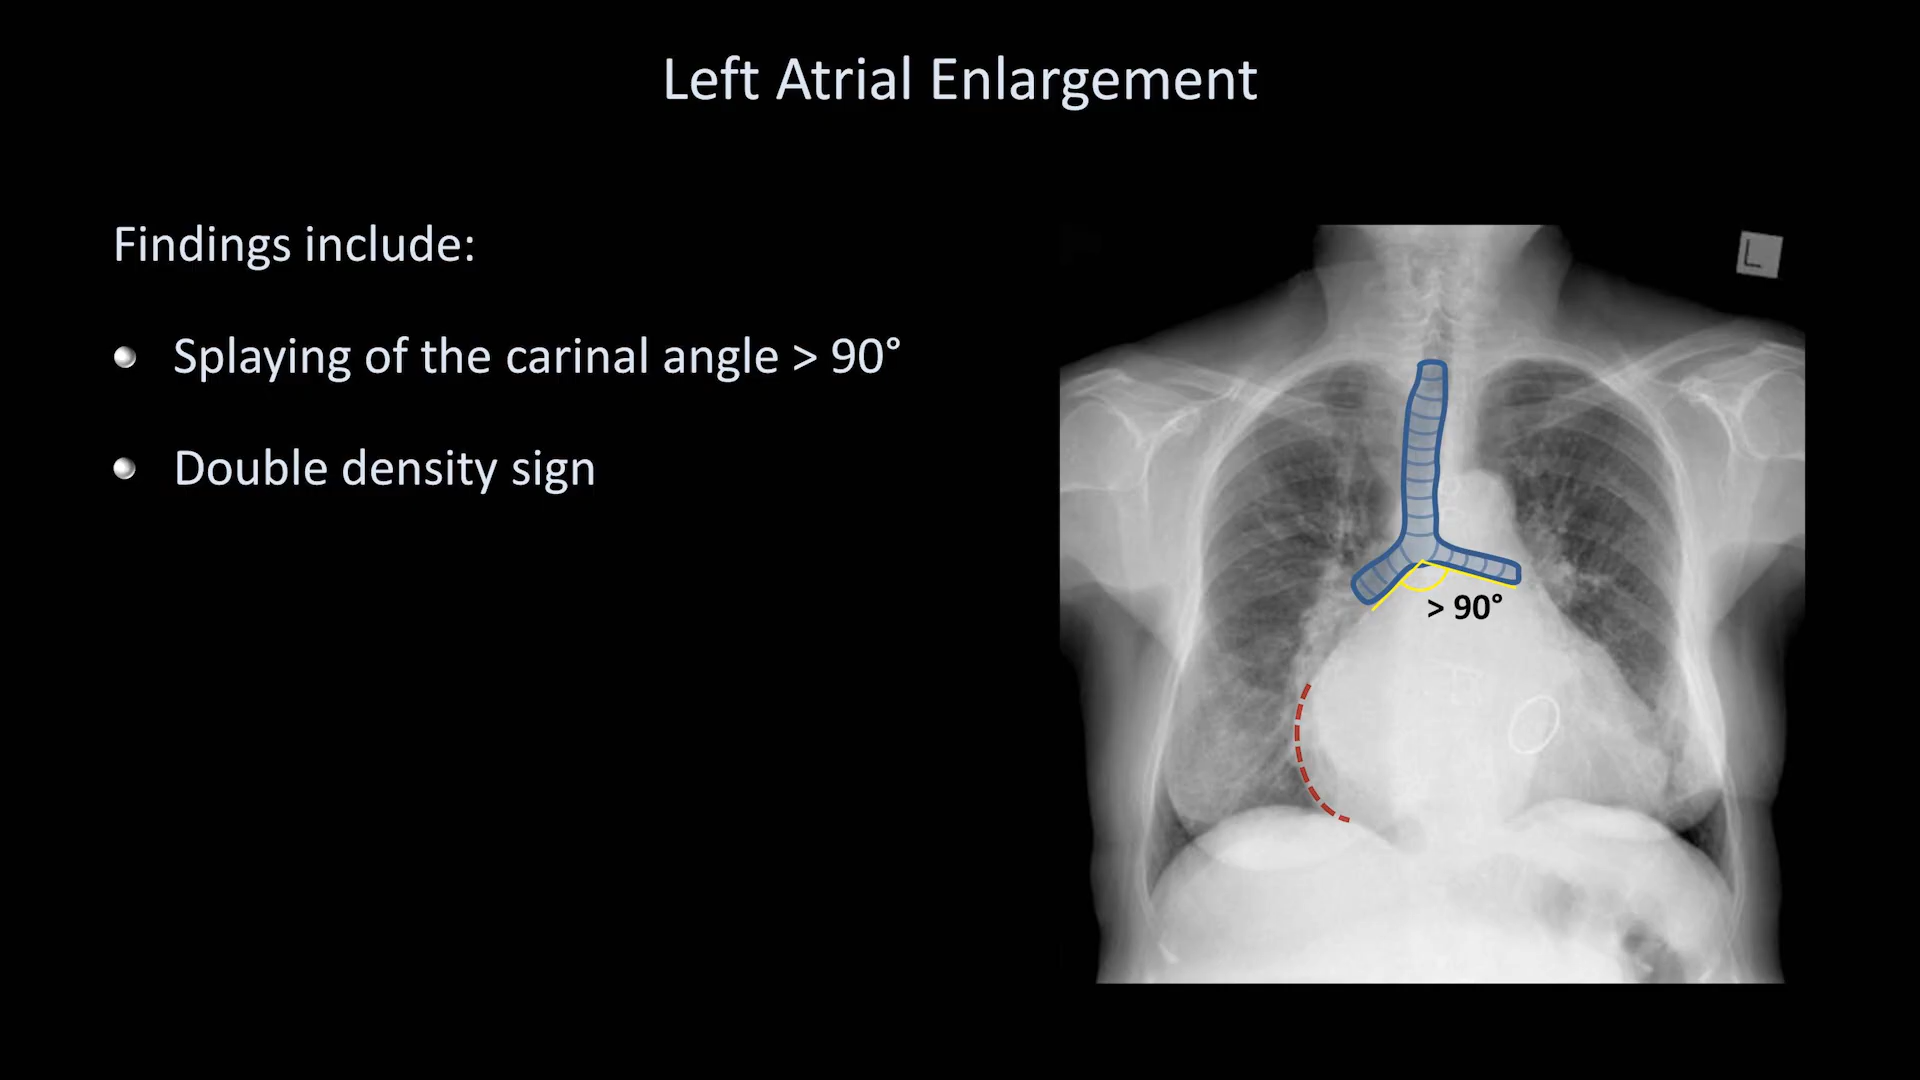 Left Atrial Enlargement
Findings include:
Splaying of the carinal angle > 90°
Double density sign
L
> 90°